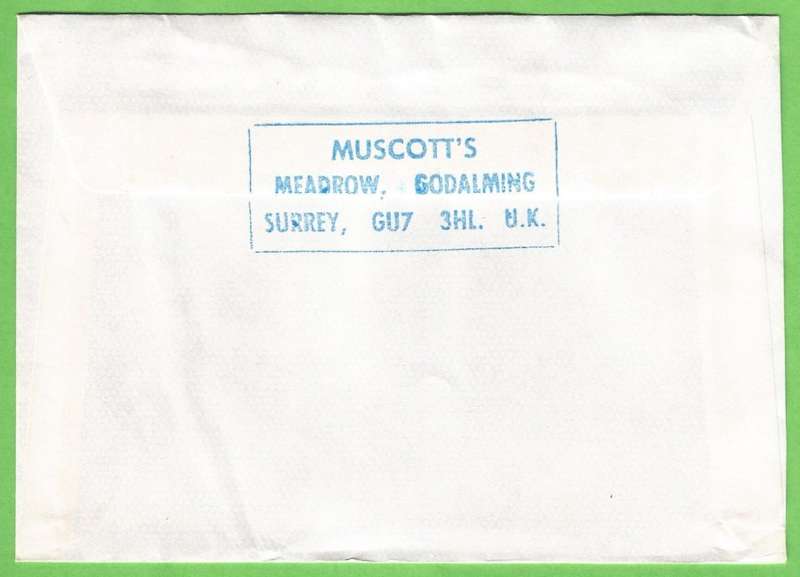 MUSCOTT'S
MEADROW, GODALMING
SURREY, GU7 3HL. U.K.